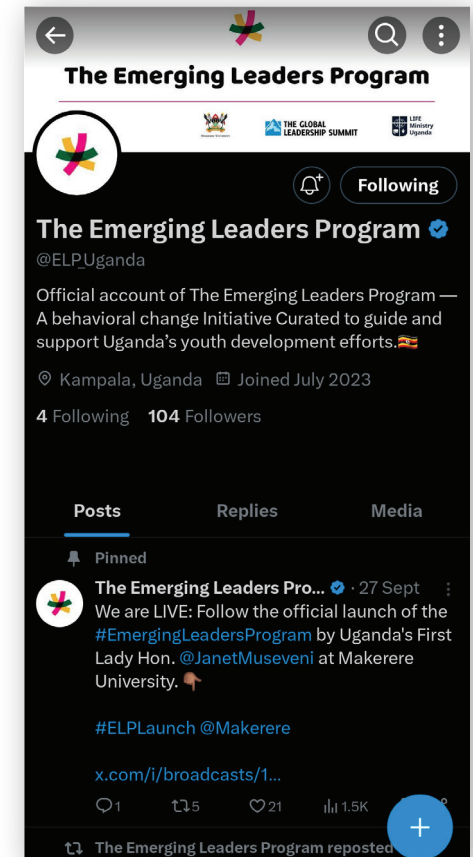 The Emerging Leaders Program
THE GLOBAL
LEADERSHIP SUMMIT
LIFE
Ministry
Uganda
Following
The Emerging Leaders Program
@ELP_Uganda
Official account of The Emerging Leaders Program —
A behavioral change Initiative Curated to guide and
support Uganda's youth development efforts.🇺🇬
Kampala, Uganda Joined July 2023
4 Following 104 Followers
Posts Replies Media
Pinned
The Emerging Leaders Pro... · 27 Sept
We are LIVE: Follow the official launch of the
#EmergingLeadersProgram by Uganda's First
Lady Hon. @JanetMuseveni at Makerere
University. 👇🏾
#ELPLaunch @Makerere
x.com/i/broadcasts/1...
1 5 21 1.5K
The Emerging Leaders Program reposted